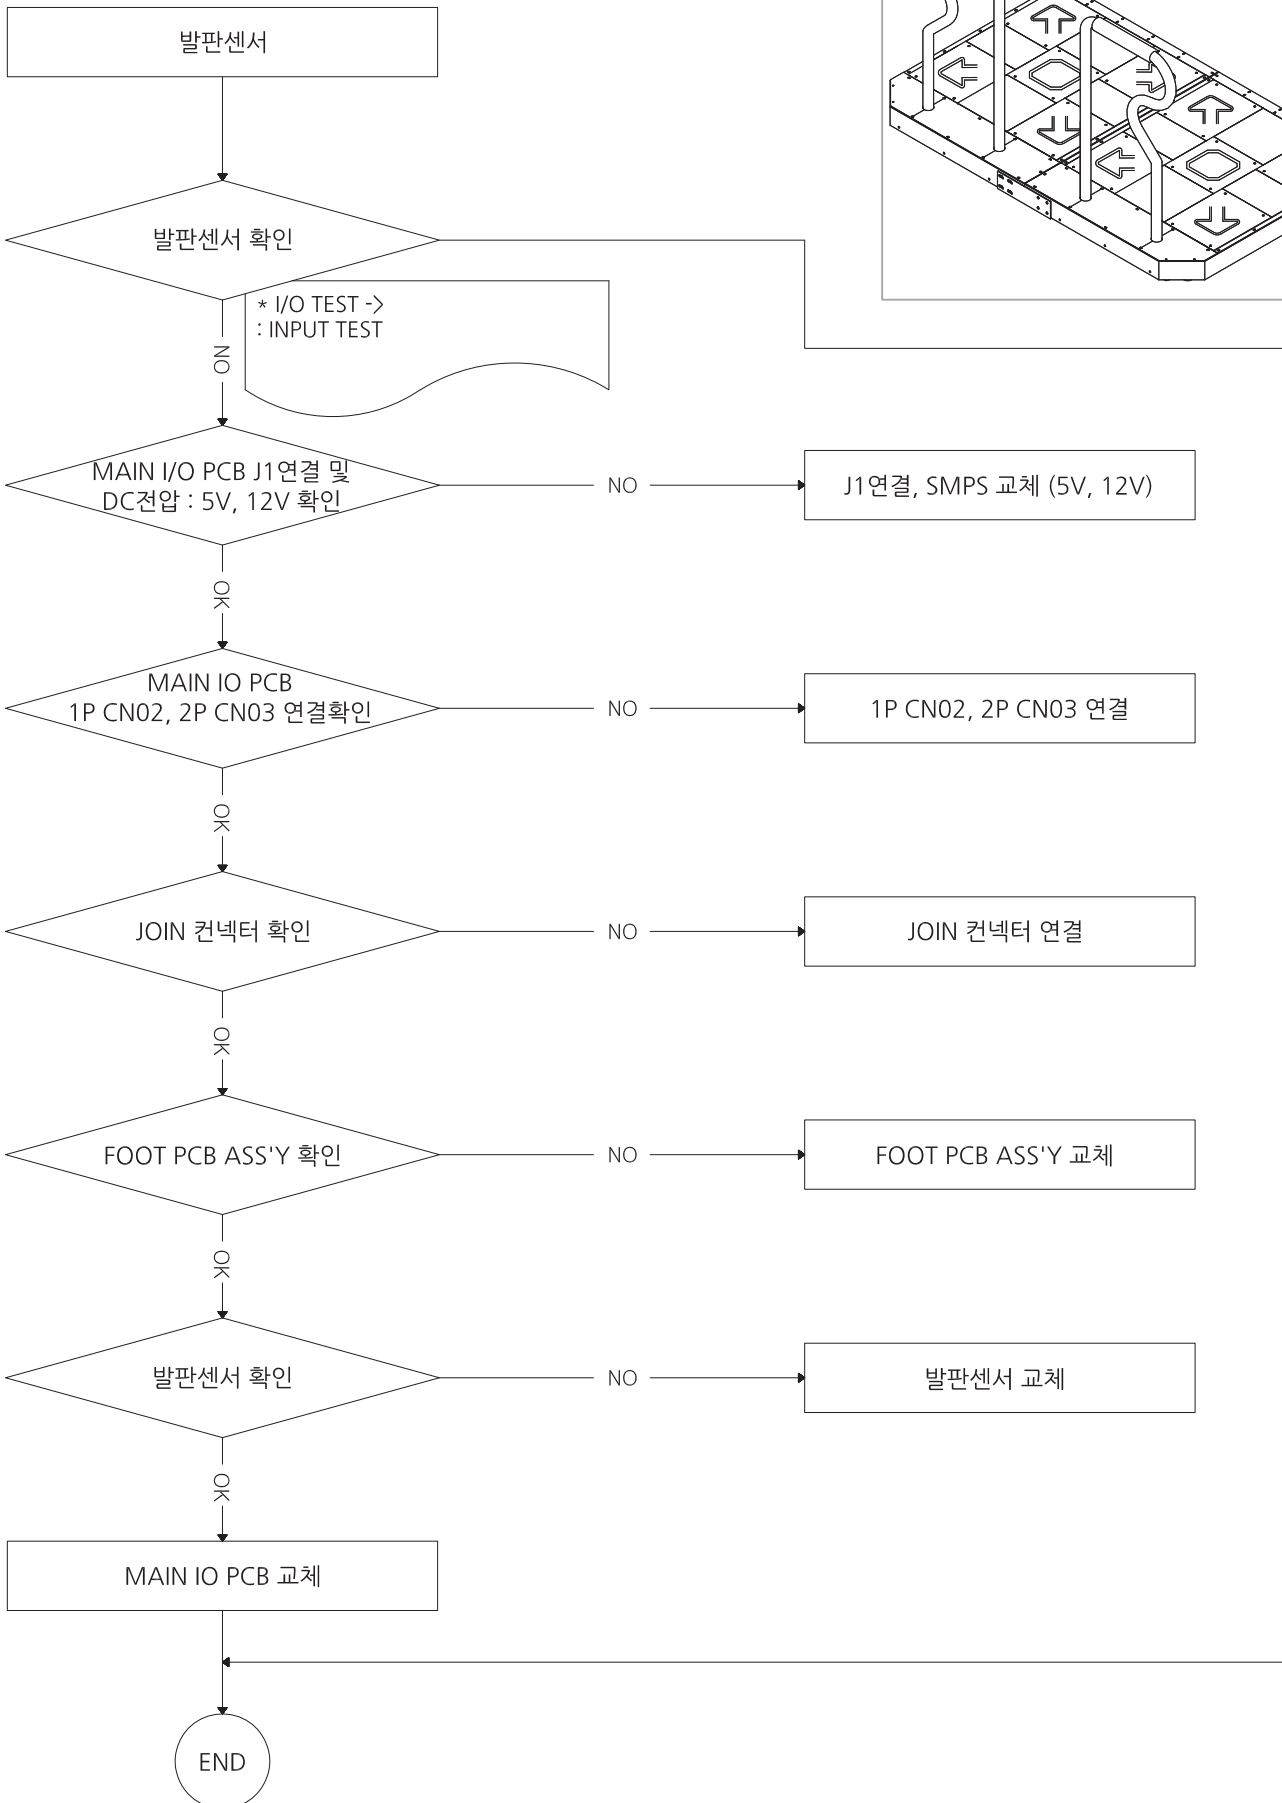 발판센서
발판센서 확인
* I/O TEST ->
: INPUT TEST
NO
MAIN I/O PCB J1연결 및
DC전압 : 5V, 12V 확인
NO
J1연결, SMPS 교체 (5V, 12V)
OK
MAIN IO PCB
1P CN02, 2P CN03 연결확인
NO
1P CN02, 2P CN03 연결
OK
JOIN 컨넥터 확인
NO
JOIN 컨넥터 연결
OK
FOOT PCB ASS'Y 확인
NO
FOOT PCB ASS'Y 교체
OK
발판센서 확인
NO
발판센서 교체
OK
MAIN IO PCB 교체
END